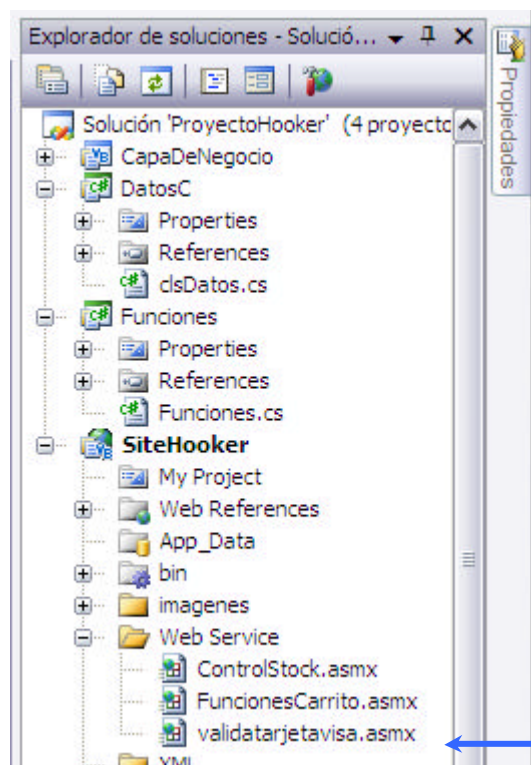 Explorador de soluciones - Solució...
Propiedades
Solución 'ProyectoHooker' (4 proyecto
CapaDeNegocio
DatosC
Properties
References
clsDatos.cs
Funciones
Properties
References
Funciones.cs
SiteHooker
My Project
Web References
App_Data
bin
imagenes
Web Service
ControlStock.asmx
FuncionesCarrito.asmx
validatarjetavisa.asmx
XML